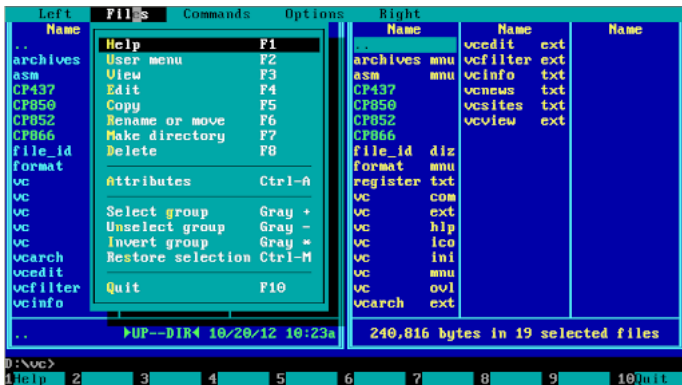 Left Files Commands Options Right
Name Name Name Name
.. Help F1 .. vcedit ext
archives User menu F2 archives mnu vcfilter ext
asm View F3 asm mnu vcinfo txt
CP437 Edit F4 CP437 vcnews txt
CP850 Copy F5 CP850 vcsites txt
CP852 Rename or move F6 CP852 vcview ext
CP866 Make directory F7 CP866
file_id Delete F8 file_id diz
format format mnu
vc Attributes Ctrl-A register txt
vc vc com
vc Select group Gray + vc ext
vc Unselect group Gray - vc hlp
vc Invert group Gray * vc ico
vcarch Restore selection Ctrl-M vc ini
vcedit vc mnu
vcfilter Quit F10 vc ovl
vcinfo vcarch ext
.. ►UP--DIR◄ 10/20/12 10:23a 240,816 bytes in 19 selected files
D:\vc>
1Help 2 3 4 5 6 7 8 9 10Quit